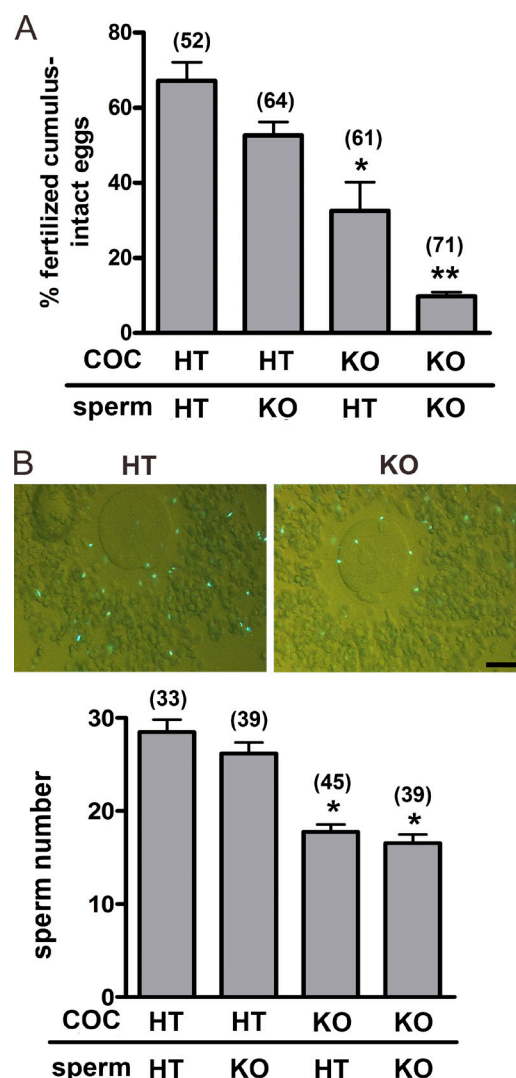 A
% fertilized cumulus-
intact eggs
80
60
40
20
0
(52)
(64)
(61)
*
(71)
**
COC HT HT KO KO
sperm HT KO HT KO
B
HT KO
sperm number
30
20
10
0
(33)
(39)
(45)
*
(39)
*
COC HT HT KO KO
sperm HT KO HT KO